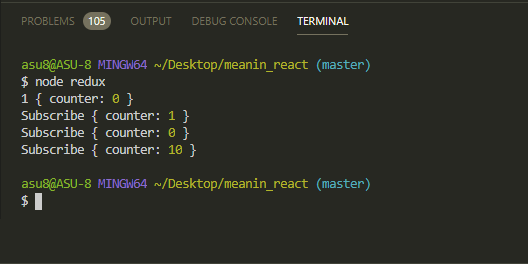 PROBLEMS 105 OUTPUT DEBUG CONSOLE TERMINAL
asu8@ASU-8 MINGW64 ~/Desktop/meanin_react (master)
$ node redux
1 { counter: 0 }
Subscribe { counter: 1 }
Subscribe { counter: 0 }
Subscribe { counter: 10 }
asu8@ASU-8 MINGW64 ~/Desktop/meanin_react (master)
$